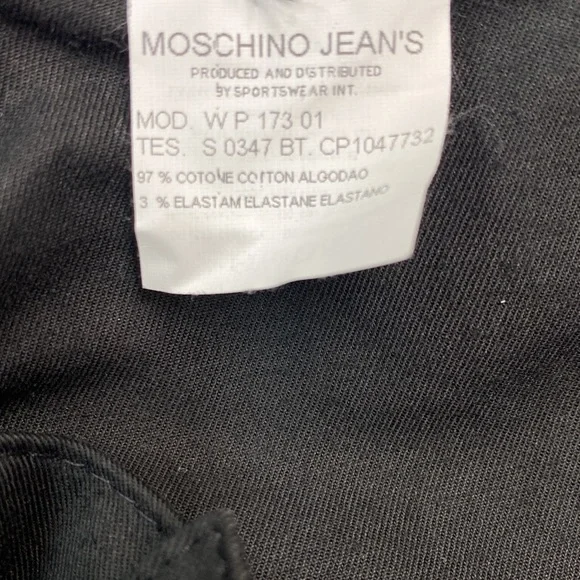 MOSCHINO JEAN'S
PRODUCED AND DISTRIBUTED
BY SPORTSWEAR INT.
MOD. W P 173 01
TES. S 0347 BT. CP1047732
97 % COTONE COTTON ALGODAO
3 % ELASTAM ELASTANE ELASTANO